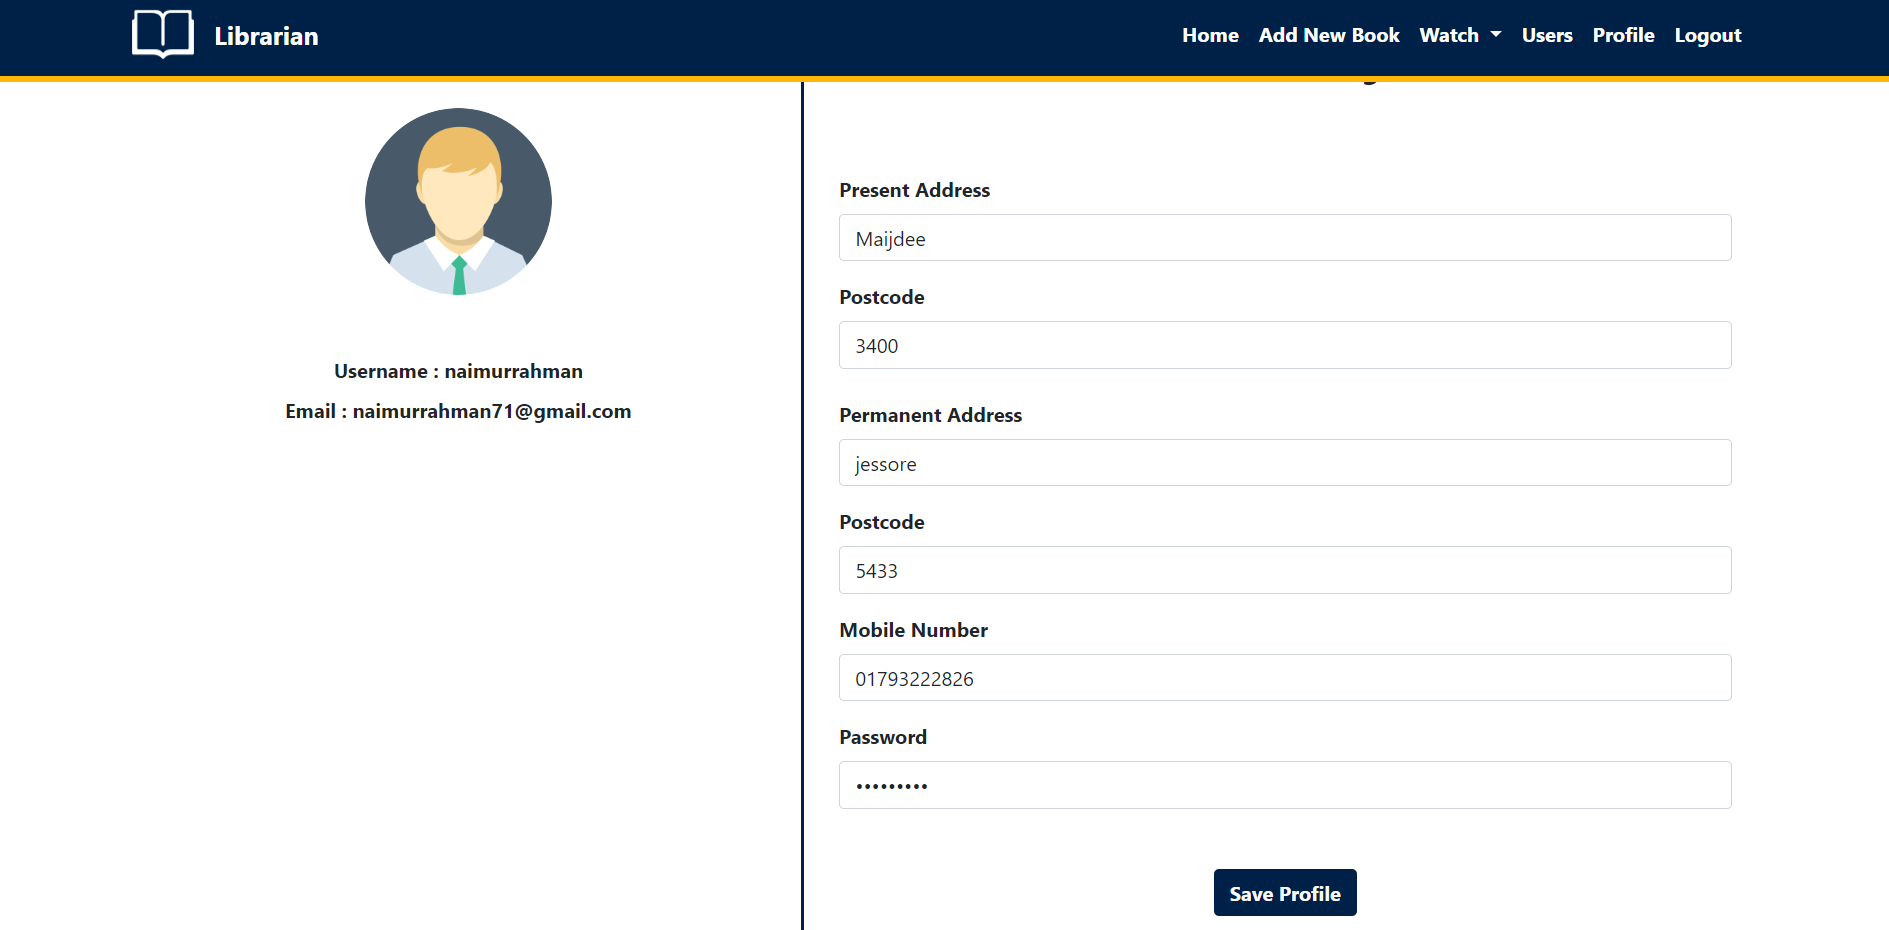 Librarian
Home Add New Book Watch Users Profile Logout
Username : naimurrahman
Email : naimurrahman71@gmail.com
Present Address
Maijdee
Postcode
3400
Permanent Address
jessore
Postcode
5433
Mobile Number
01793222826
Password
•••••••••
Save Profile